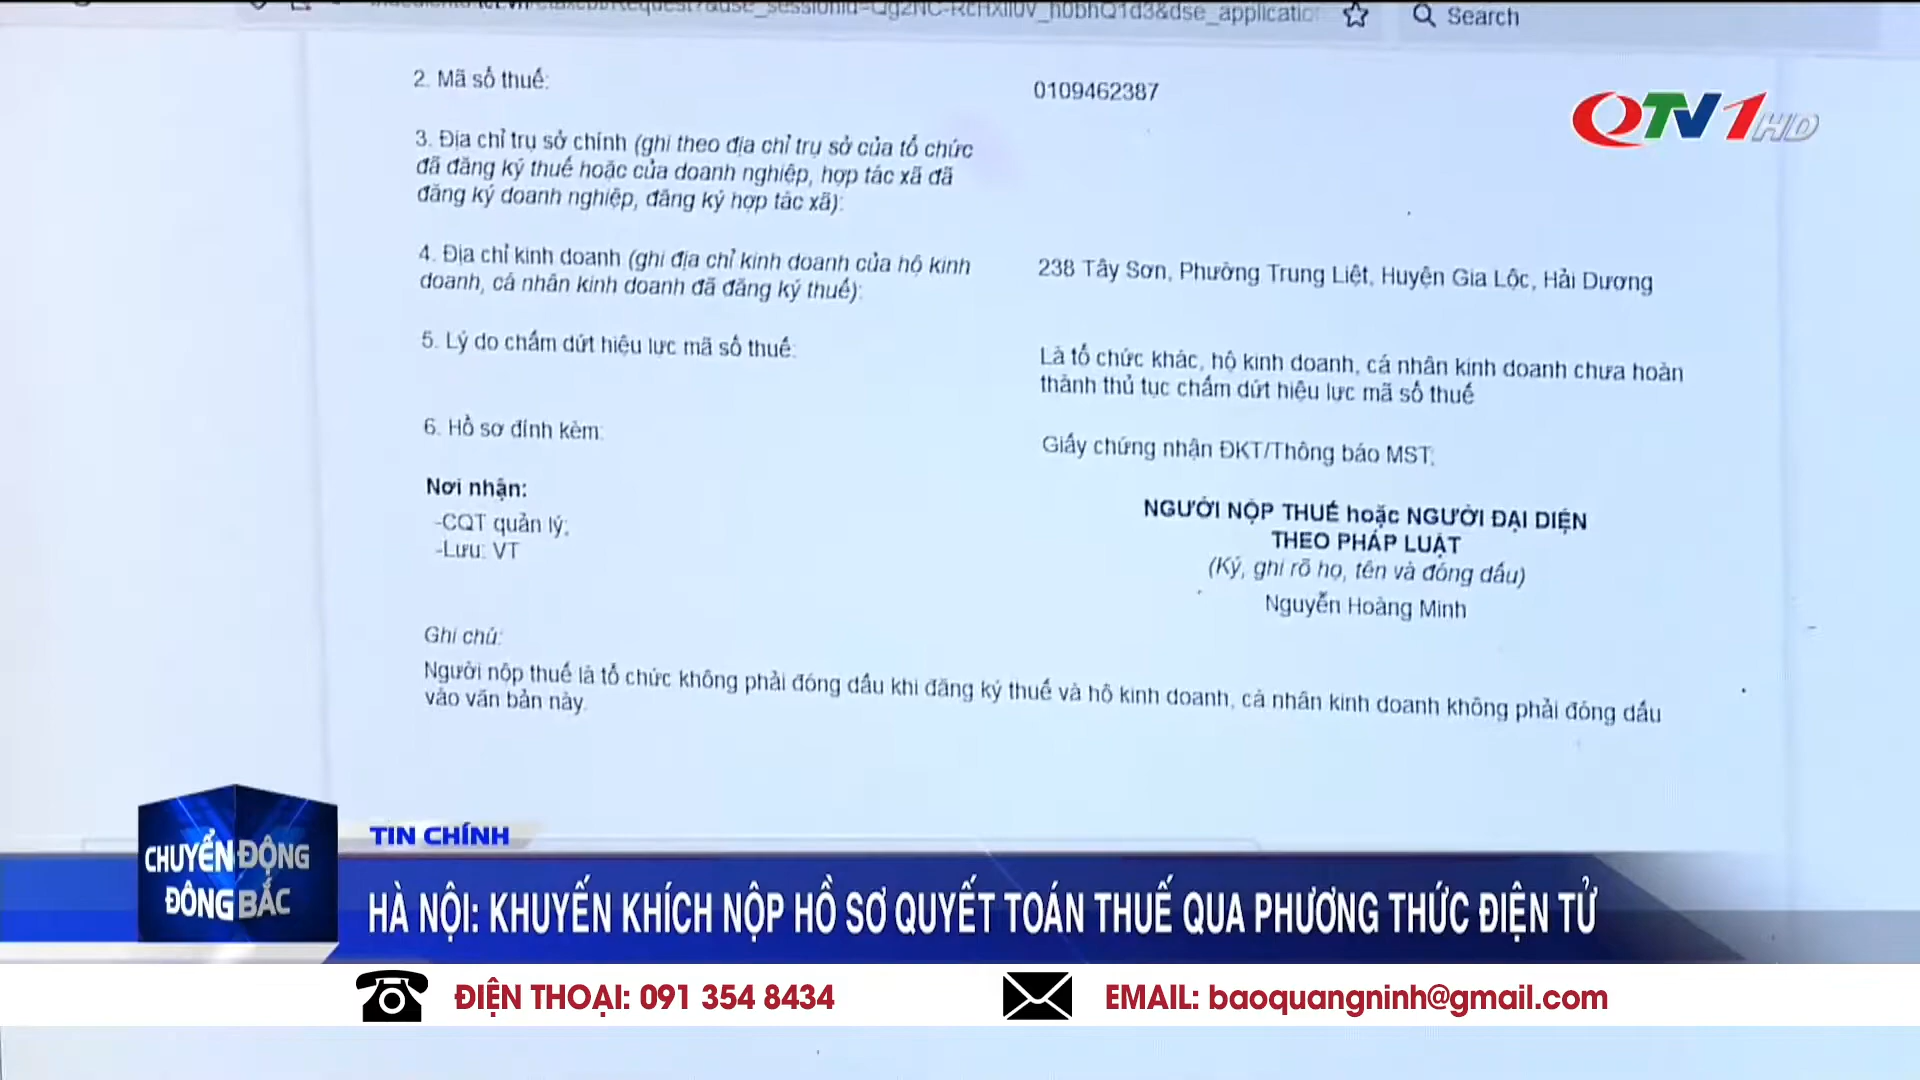 Search
2. Mã số thuế:
0109462387
QTV1HD
3. Địa chỉ trụ sở chính (ghi theo địa chỉ trụ sở của tổ chức
đã đăng ký thuế hoặc của doanh nghiệp, hợp tác xã đã
đăng ký doanh nghiệp, đăng ký hợp tác xã):
4. Địa chỉ kinh doanh (ghi địa chỉ kinh doanh của hộ kinh
doanh, cá nhân kinh doanh đã đăng ký thuế):
238 Tây Sơn, Phường Trung Liệt, Huyện Gia Lộc, Hải Dương
5. Lý do chấm dứt hiệu lực mã số thuế:
Là tổ chức khác, hộ kinh doanh, cá nhân kinh doanh chưa hoàn
thành thủ tục chấm dứt hiệu lực mã số thuế
6. Hồ sơ đính kèm:
Giấy chứng nhận ĐKT/Thông báo MST;
Nơi nhận:
-CQT quản lý;
-Lưu: VT
NGƯỜI NỘP THUẾ hoặc NGƯỜI ĐẠI DIỆN
THEO PHÁP LUẬT
(Ký, ghi rõ họ, tên và đóng dấu)
Nguyễn Hoàng Minh
Ghi chú:
Người nộp thuế là tổ chức không phải đóng dấu khi đăng ký thuế và hộ kinh doanh, cá nhân kinh doanh không phải đóng dấu
vào văn bản này.
CHUYỂN ĐỘNG
ĐÔNG BẮC
TIN CHÍNH
HÀ NỘI: KHUYẾN KHÍCH NỘP HỒ SƠ QUYẾT TOÁN THUẾ QUA PHƯƠNG THỨC ĐIỆN TỬ
ĐIỆN THOẠI: 091 354 8434
EMAIL: baoquangninh@gmail.com